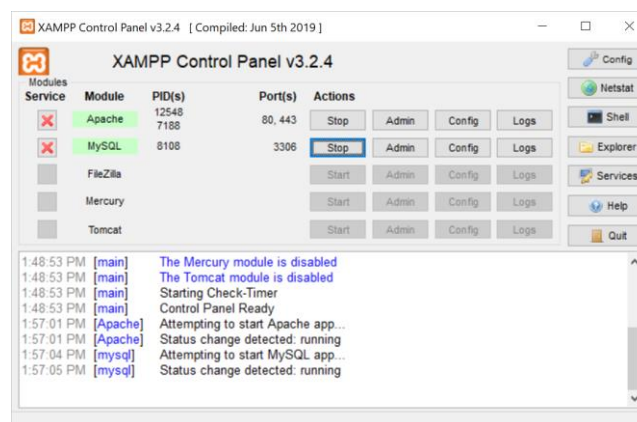 XAMPP Control Panel v3.2.4 [ Compiled: Jun 5th 2019 ]
XAMPP Control Panel v3.2.4
Config
Modules
Service Module PID(s) Port(s) Actions
Netstat
Apache 12548 7188 80, 443 Stop Admin Config Logs
Shell
MySQL 8108 3306 Stop Admin Config Logs
Explorer
FileZilla Start Admin Config Logs
Services
Mercury Start Admin Config Logs
Help
Tomcat Start Admin Config Logs
Quit
1:48:53 PM [main] The Mercury module is disabled
1:48:53 PM [main] The Tomcat module is disabled
1:48:53 PM [main] Starting Check-Timer
1:48:53 PM [main] Control Panel Ready
1:57:01 PM [Apache] Attempting to start Apache app...
1:57:01 PM [Apache] Status change detected: running
1:57:04 PM [mysql] Attempting to start MySQL app...
1:57:05 PM [mysql] Status change detected: running